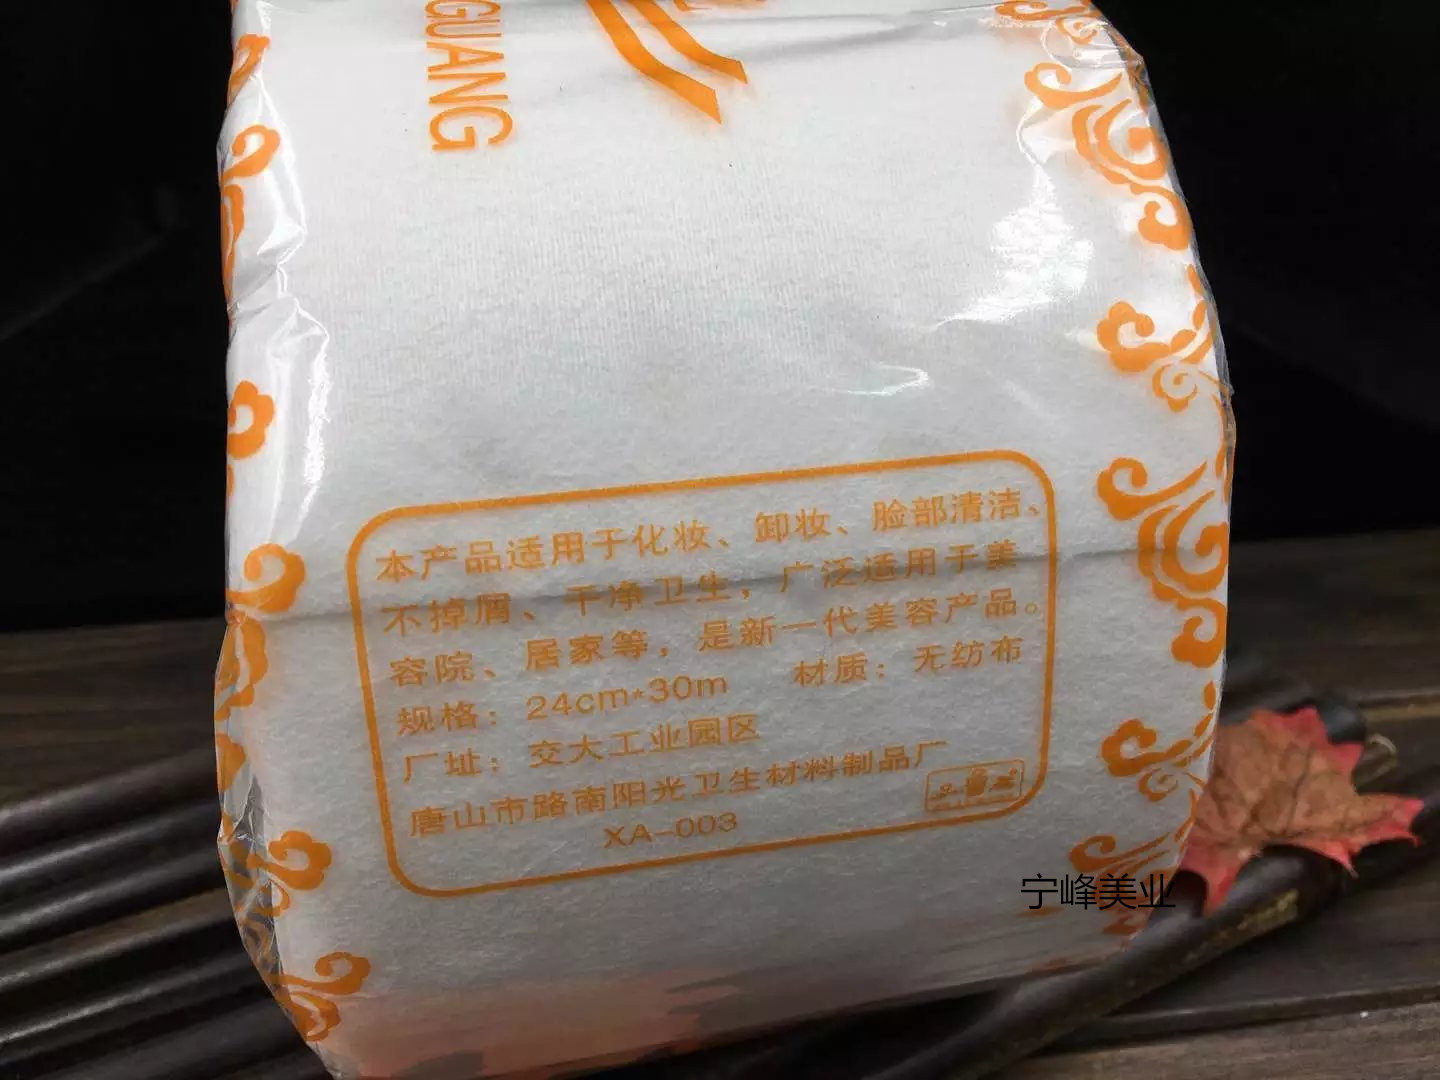 GUANG
本产品适用于化妆、卸妆、脸部清洁、
不掉屑、干净卫生，广泛适用于美
容院、居家等，是新一代美容产品。
规格：24cm*30m 材质：无纺布
厂址：交大工业园区
唐山市路南阳光卫生材料制品厂
XA-003
宁峰美业